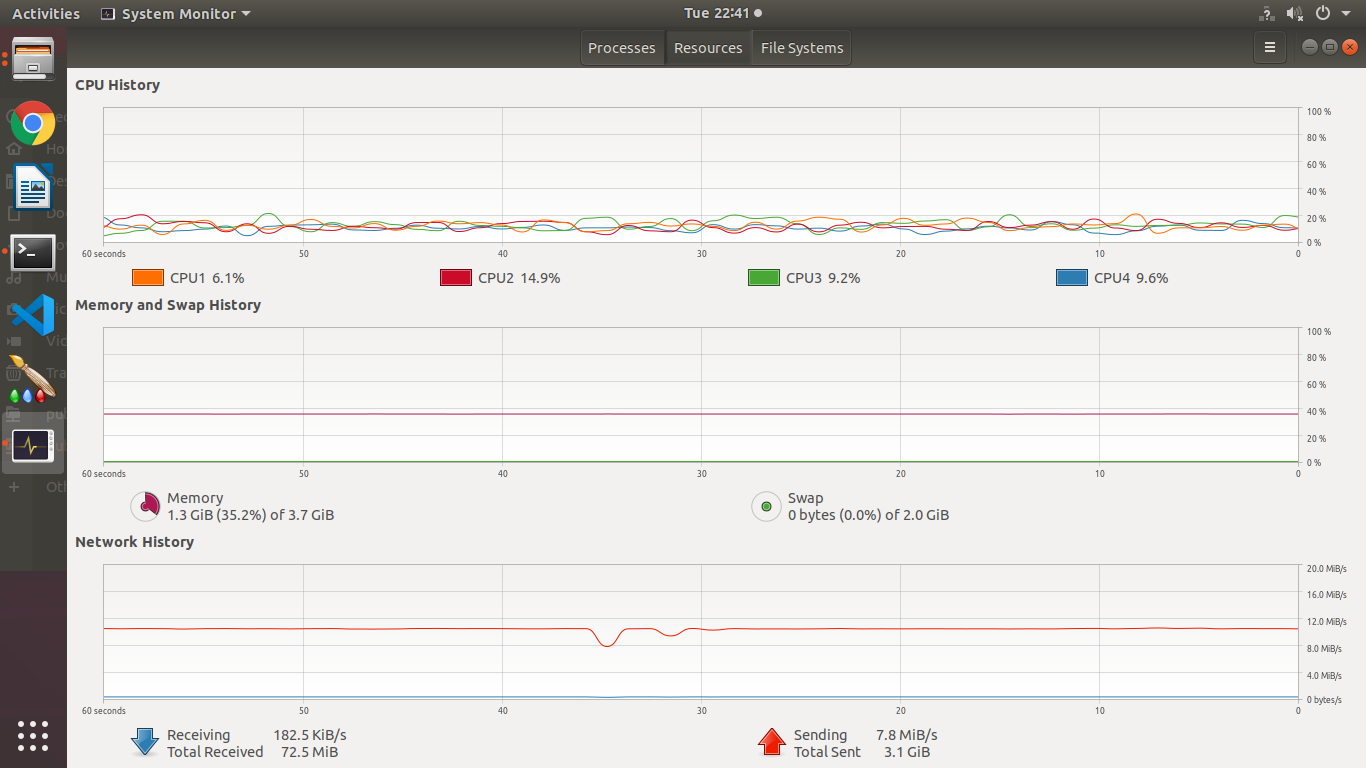 Activities System Monitor Tue 22:41
Processes Resources File Systems
CPU History
100 %
80 %
60 %
40 %
20 %
0 %
60 seconds 50 40 30 20 10 0
CPU1 6.1% CPU2 14.9% CPU3 9.2% CPU4 9.6%
Memory and Swap History
100 %
80 %
60 %
40 %
20 %
0 %
60 seconds 50 40 30 20 10 0
Memory
1.3 GiB (35.2%) of 3.7 GiB
Swap
0 bytes (0.0%) of 2.0 GiB
Network History
20.0 MiB/s
16.0 MiB/s
12.0 MiB/s
8.0 MiB/s
4.0 MiB/s
0 bytes/s
60 seconds 50 40 30 20 10 0
Receiving 182.5 KiB/s
Total Received 72.5 MiB
Sending 7.8 MiB/s
Total Sent 3.1 GiB